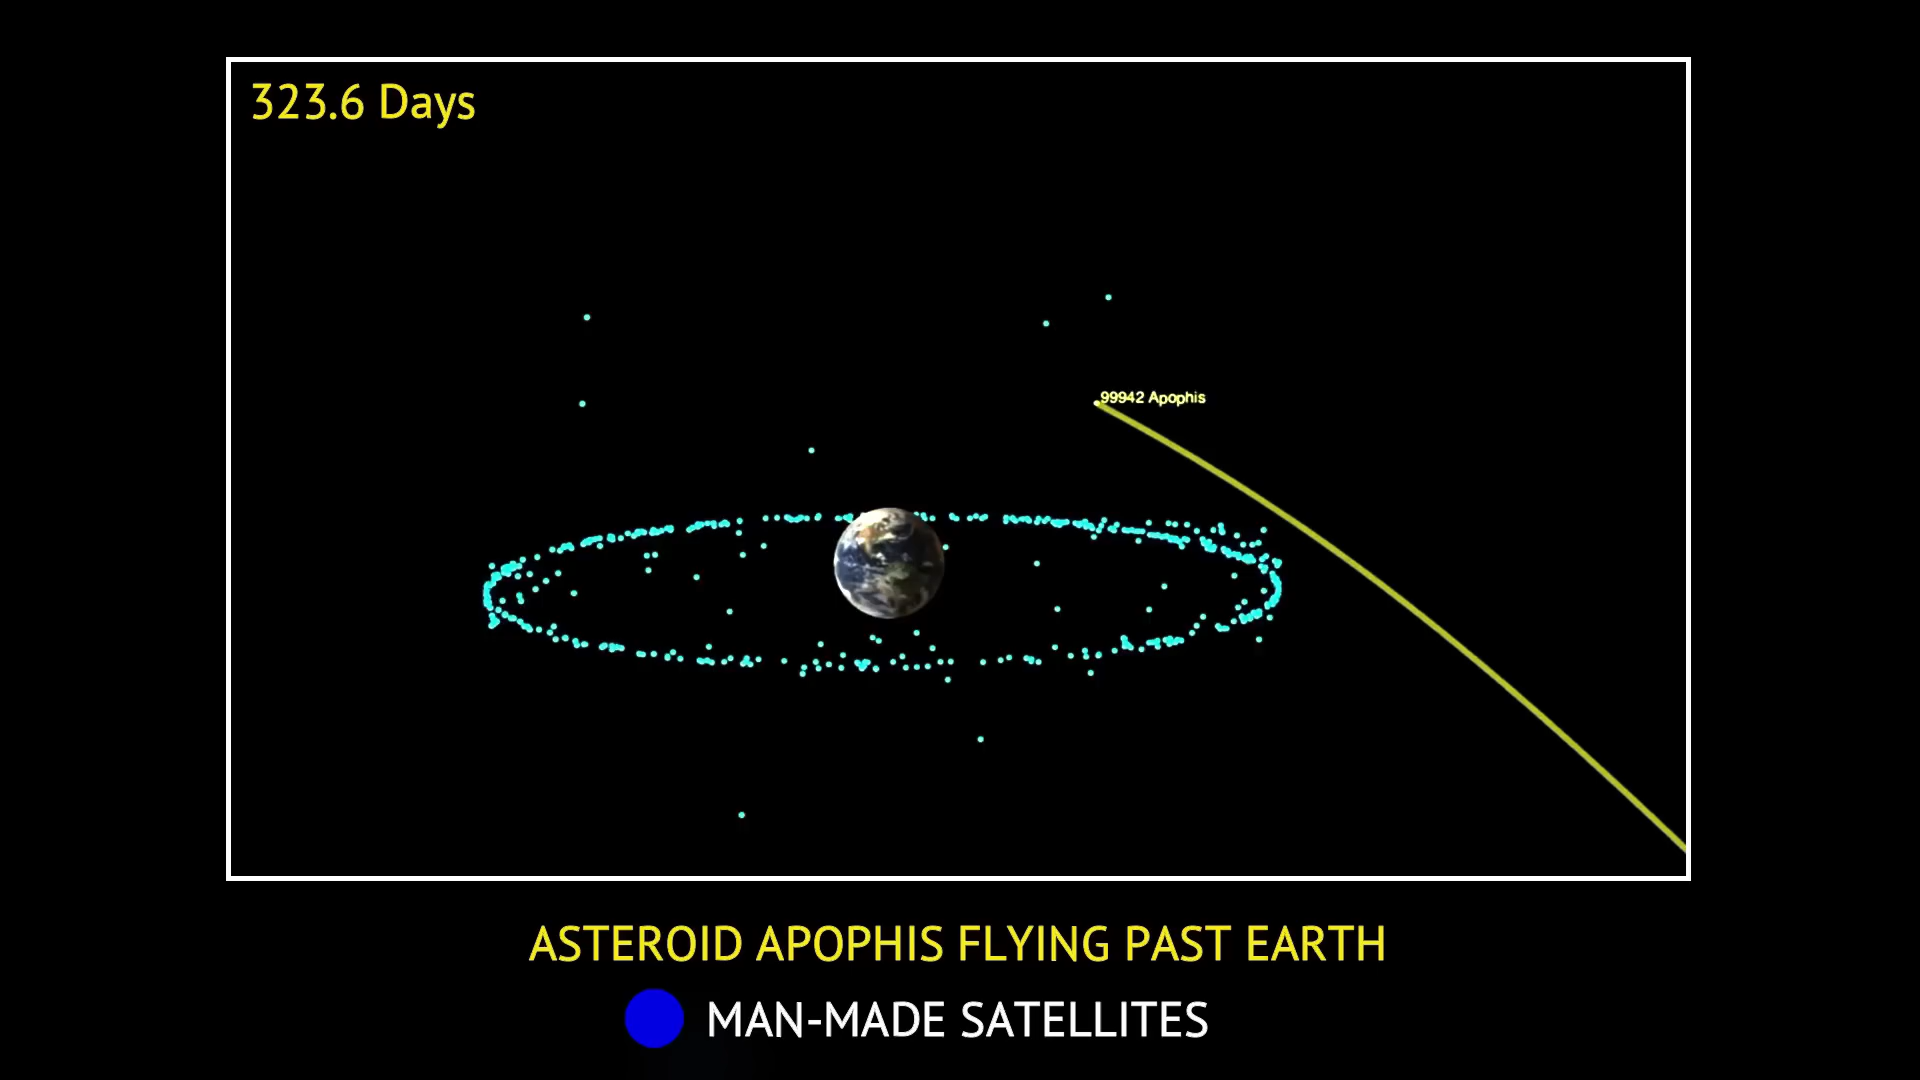 323.6 Days
99942 Apophis
ASTEROID APOPHIS FLYING PAST EARTH
MAN-MADE SATELLITES